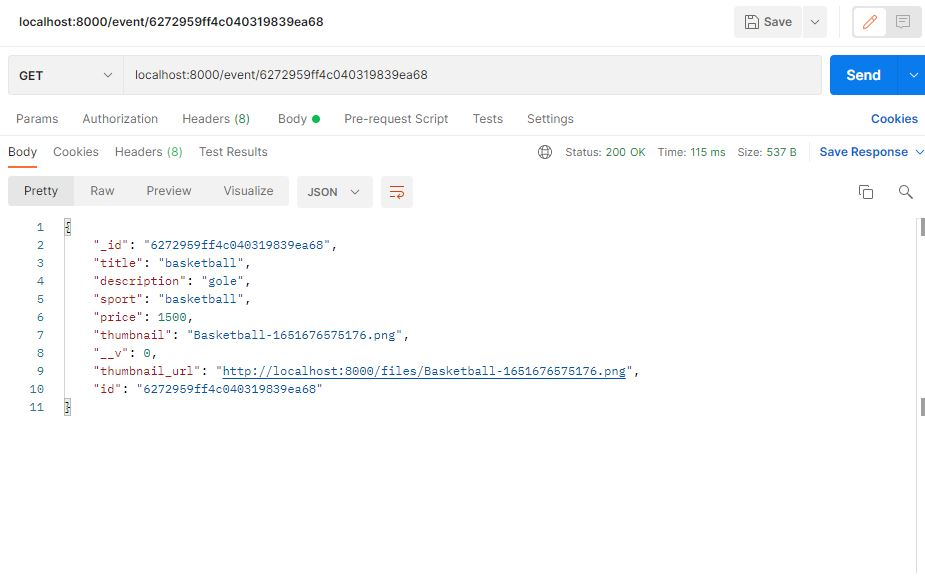 localhost:8000/event/6272959ff4c040319839ea68
Save
GET localhost:8000/event/6272959ff4c040319839ea68 Send
Params Authorization Headers (8) Body Pre-request Script Tests Settings Cookies
Body Cookies Headers (8) Test Results Status: 200 OK Time: 115 ms Size: 537 B Save Response
Pretty Raw Preview Visualize JSON
1 {
2 "_id": "6272959ff4c040319839ea68",
3 "title": "basketball",
4 "description": "gole",
5 "sport": "basketball",
6 "price": 1500,
7 "thumbnail": "Basketball-1651676575176.png",
8 "__v": 0,
9 "thumbnail_url": "http://localhost:8000/files/Basketball-1651676575176.png",
10 "id": "6272959ff4c040319839ea68"
11 }